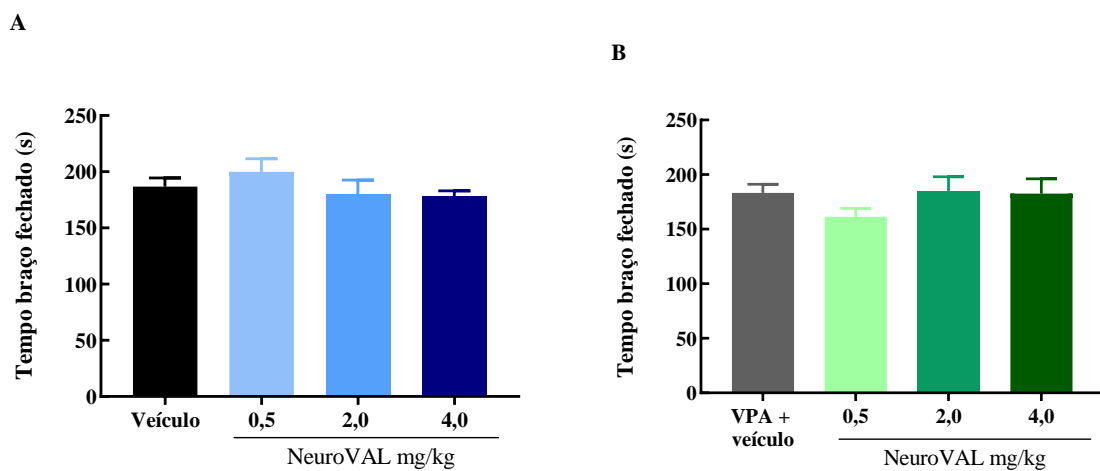 A
Tempo braço fechado (s)
250
200
150
100
50
0
Veículo
0,5
2,0
4,0
NeuroVAL mg/kg
B
Tempo braço fechado (s)
250
200
150
100
50
0
VPA +
veículo
0,5
2,0
4,0
NeuroVAL mg/kg